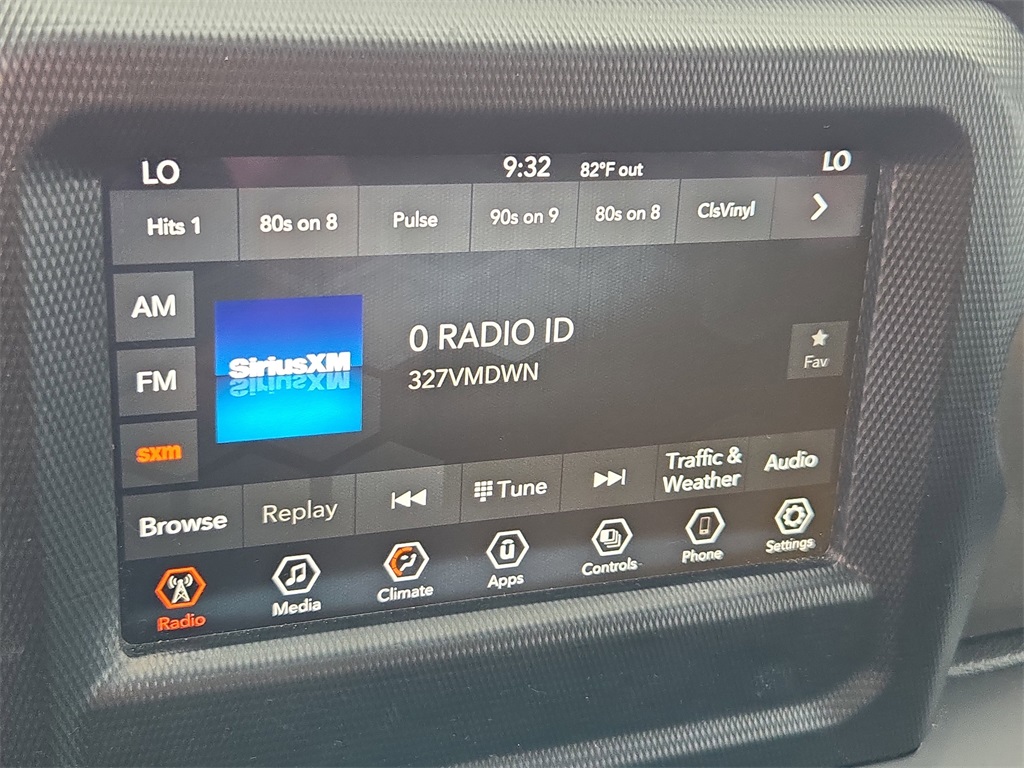 LO 9:32 82°F out LO
Hits 1 80s on 8 Pulse 90s on 9 80s on 8 ClsVinyl
AM
FM
sxm
SiriusXM
0 RADIO ID
327VMDWN
Fav
Browse Replay Tune Traffic & Weather Audio
Radio Media Climate Apps Controls Phone Settings